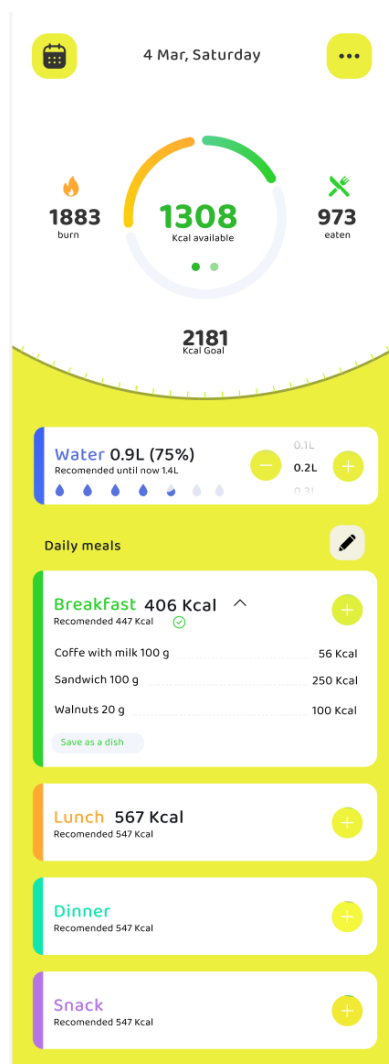 4 Mar, Saturday
1883
burn
1308
Kcal available
973
eaten
2181
Kcal Goal
Water 0.9L (75%)
Recomended until now 1.4L
0.1L
0.2L
0.3L
Daily meals
Breakfast 406 Kcal
Recomended 447 Kcal
Coffe with milk 100 g 56 Kcal
Sandwich 100 g 250 Kcal
Walnuts 20 g 100 Kcal
Save as a dish
Lunch 567 Kcal
Recomended 547 Kcal
Dinner
Recomended 547 Kcal
Snack
Recomended 547 Kcal